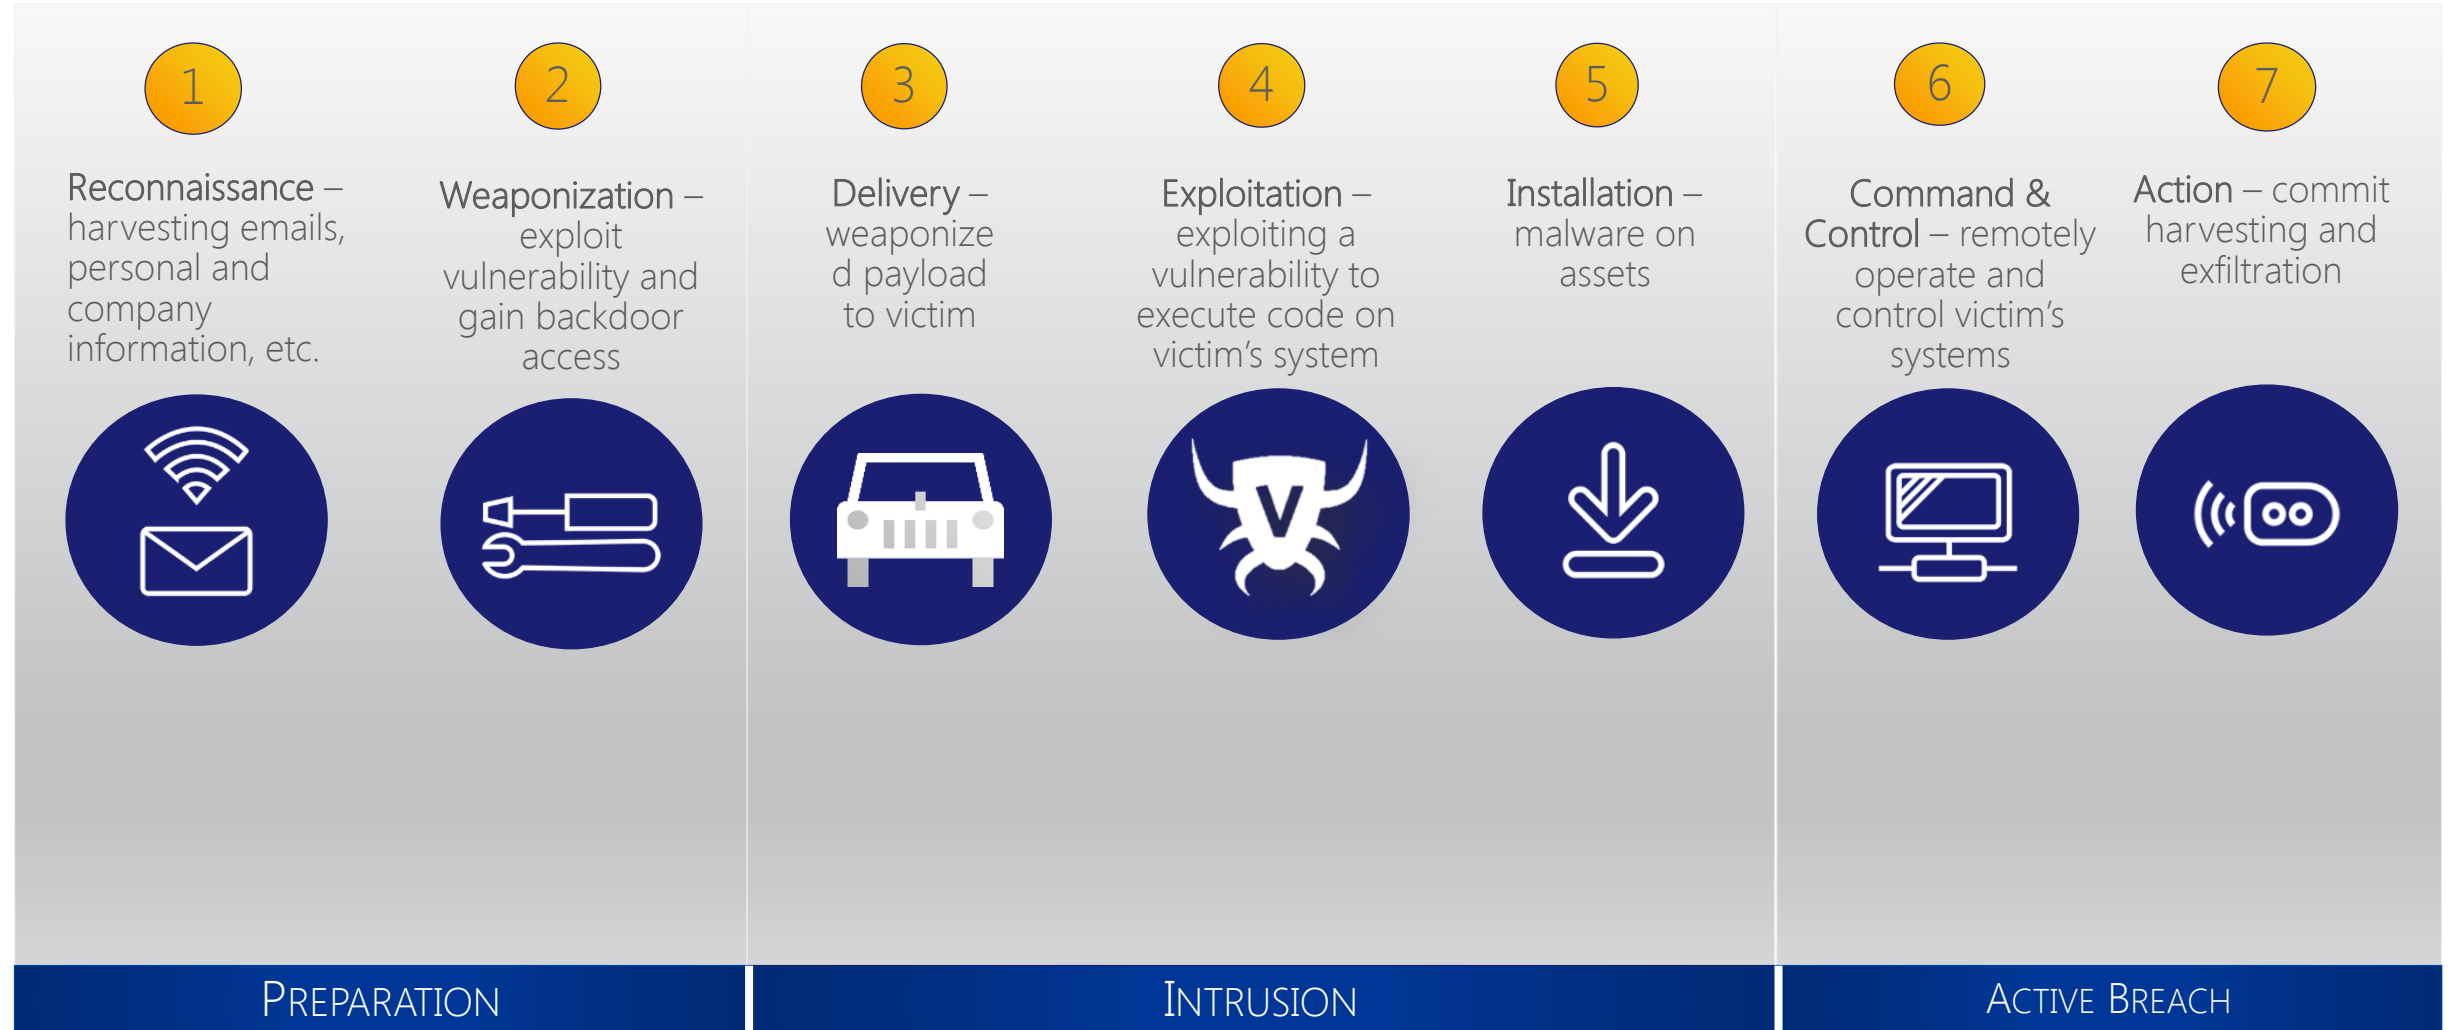 1
Reconnaissance –
harvesting emails,
personal and
company
information, etc.
2
Weaponization –
exploit
vulnerability and
gain backdoor
access
3
Delivery –
weaponize
d payload
to victim
4
Exploitation –
exploiting a
vulnerability to
execute code on
victim’s system
V
5
Installation –
malware on
assets
6
Command &
Control – remotely
operate and
control victim’s
systems
7
Action – commit
harvesting and
exfiltration
PREPARATION
INTRUSION
ACTIVE BREACH